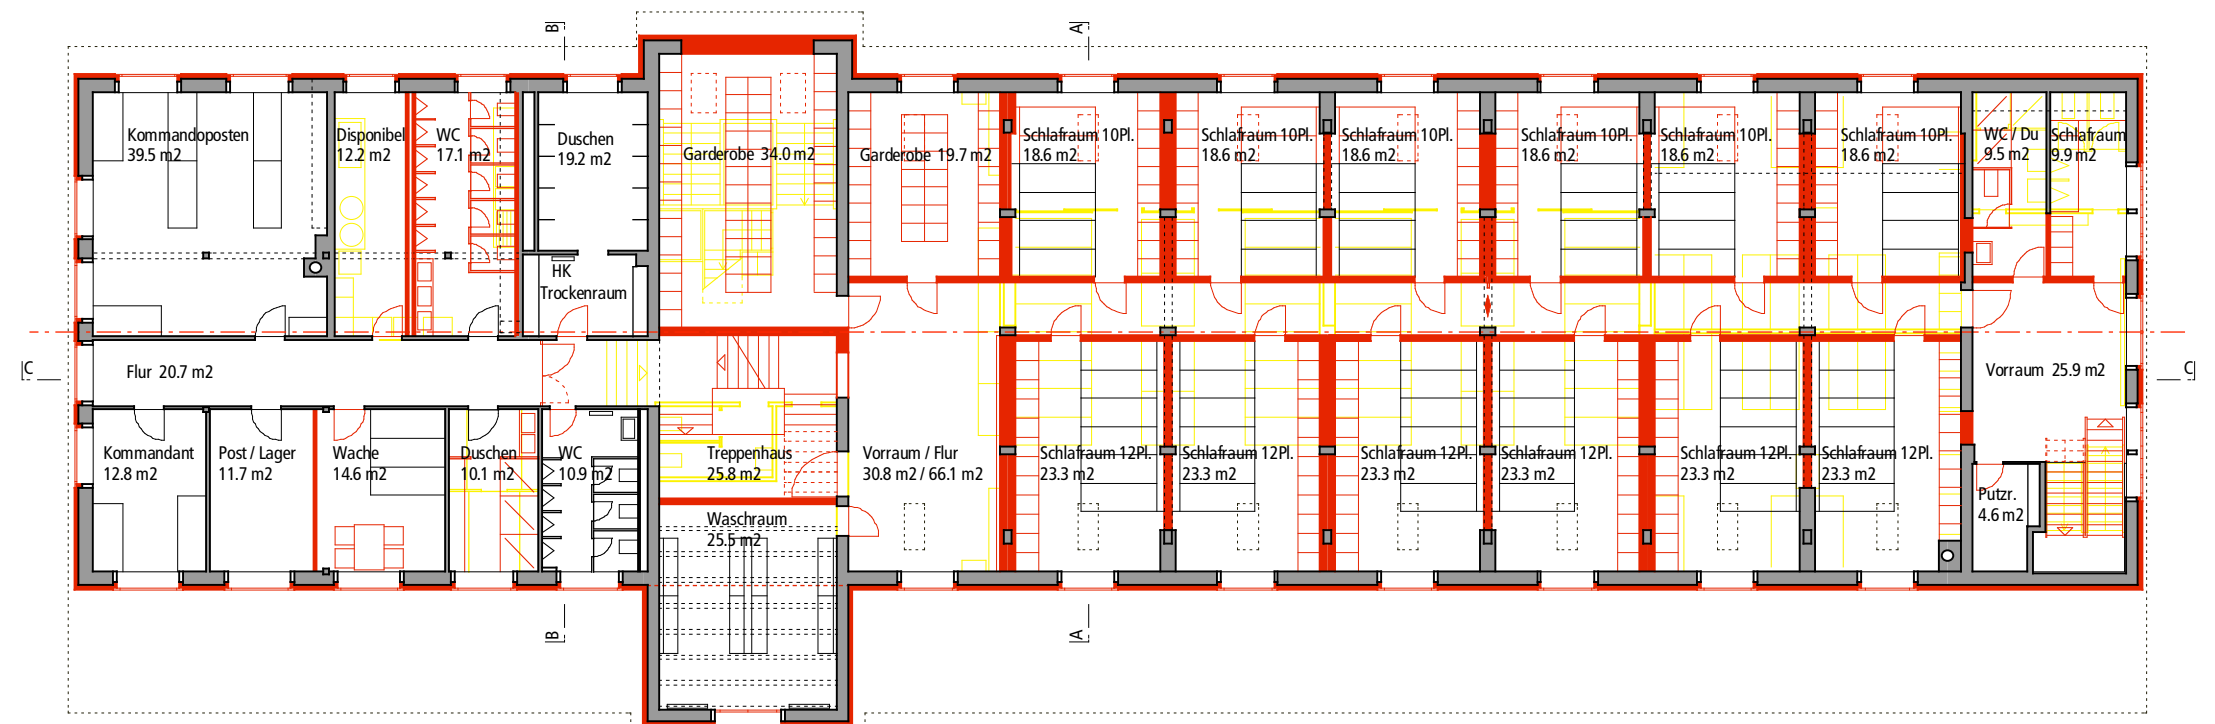 B
A
Kommandoposten
39.5 m2
Disponibel
12.2 m2
WC
17.1 m2
Duschen
19.2 m2
Garderobe 34.0 m2
Garderobe 19.7 m2
Schlafraum 10Pl.
18.6 m2
Schlafraum 10Pl.
18.6 m2
Schlafraum 10Pl.
18.6 m2
Schlafraum 10Pl.
18.6 m2
Schlafraum 10Pl.
18.6 m2
Schlafraum 10Pl.
18.6 m2
WC / Du
9.5 m2
Schlafraum
9.9 m2
HK
Trockenraum
C
Flur 20.7 m2
Vorraum 25.9 m2
C
Kommandant
12.8 m2
Post / Lager
11.7 m2
Wache
14.6 m2
Duschen
10.1 m2
WC
10.9 m2
Treppenhaus
25.8 m2
Vorraum / Flur
30.8 m2 / 66.1 m2
Schlafraum 12Pl.
23.3 m2
Schlafraum 12Pl.
23.3 m2
Schlafraum 12Pl.
23.3 m2
Schlafraum 12Pl.
23.3 m2
Schlafraum 12Pl.
23.3 m2
Schlafraum 12Pl.
23.3 m2
Putzr.
4.6 m2
Waschraum
25.5 m2
B
A